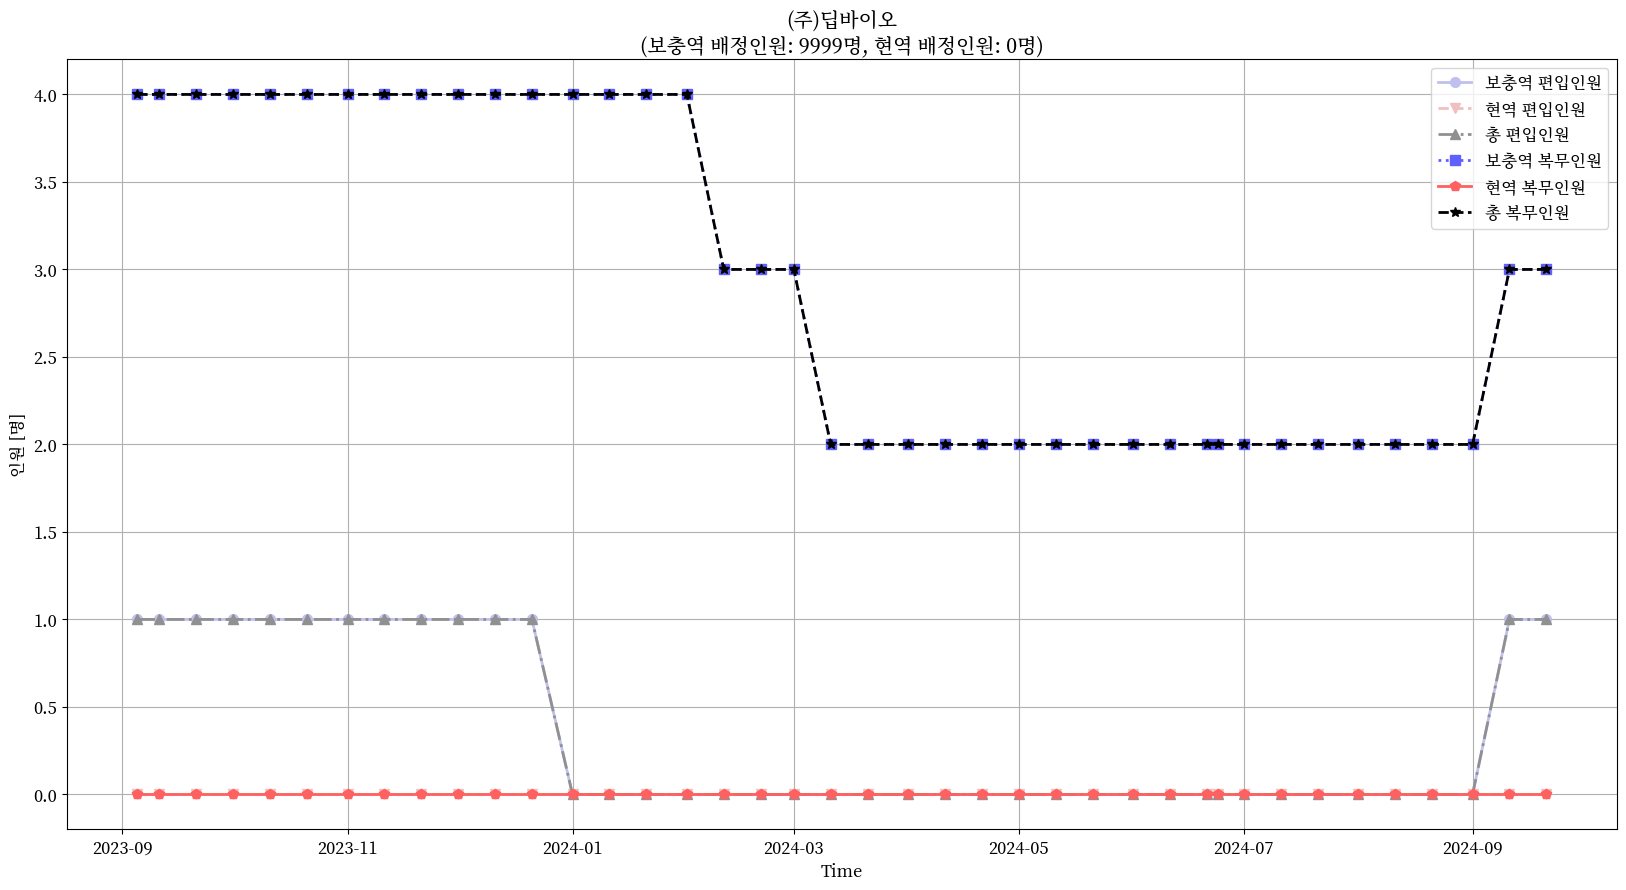 (주)딥바이오
(보충역 배정인원: 9999명, 현역 배정인원: 0명)
보충역 편입인원
현역 편입인원
총 편입인원
보충역 복무인원
현역 복무인원
총 복무인원
4.0
3.5
3.0
2.5
2.0
1.5
1.0
0.5
0.0
인원 [명]
2023-09 2023-11 2024-01 2024-03 2024-05 2024-07 2024-09
Time